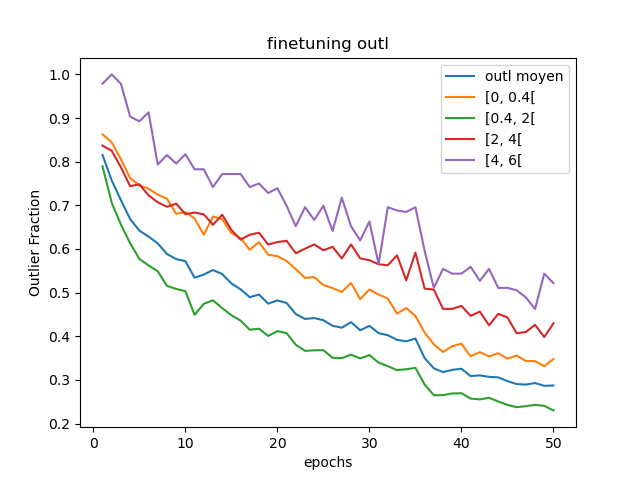 finetuning outl
outl moyen
[0, 0.4[
[0.4, 2[
[2, 4[
[4, 6[
1.0
0.9
0.8
0.7
0.6
0.5
0.4
0.3
0.2
Outlier Fraction
0 10 20 30 40 50
epochs